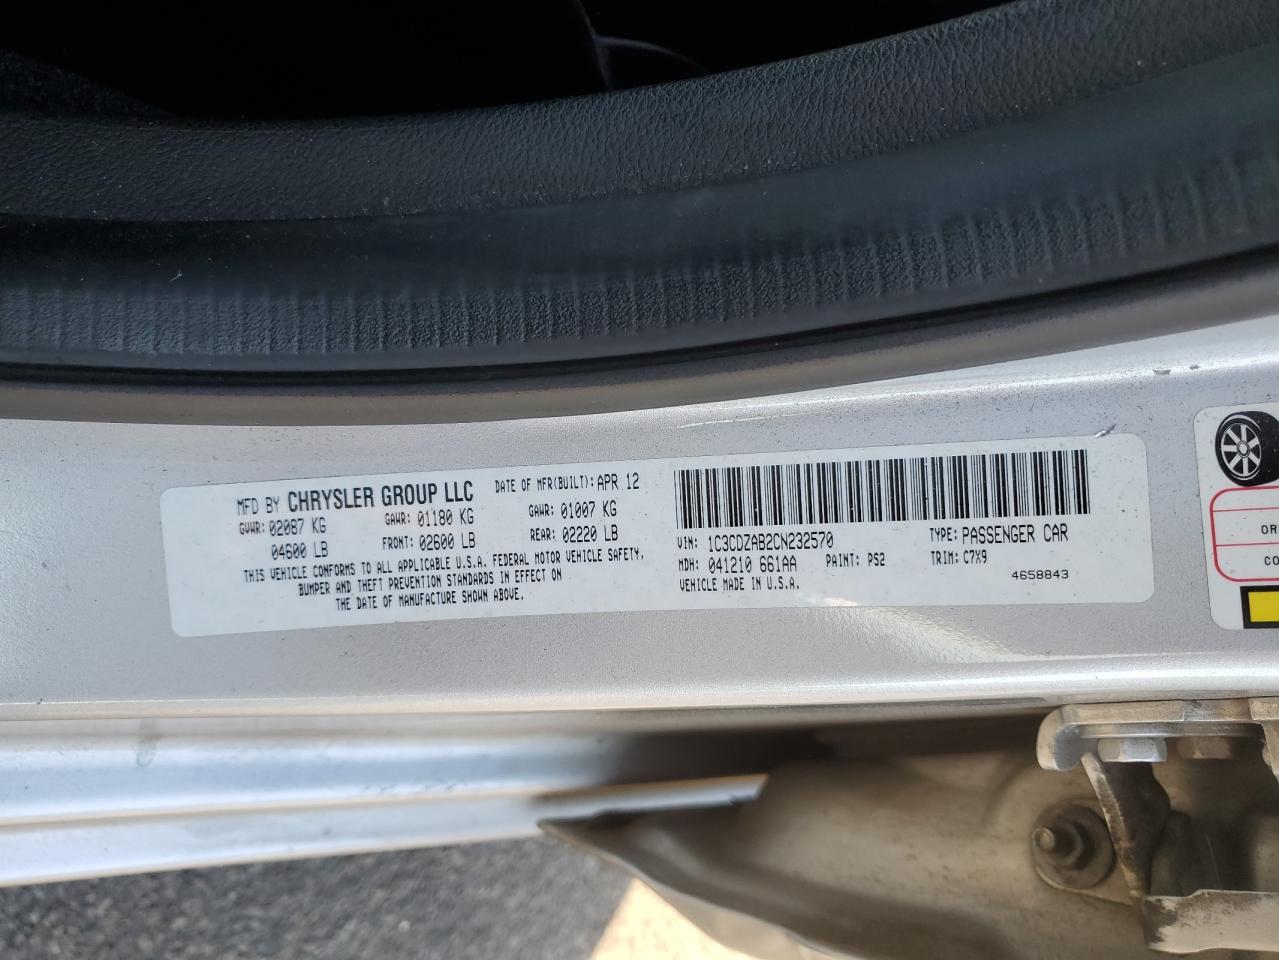 MFD BY CHRYSLER GROUP LLC DATE OF MFR(BUILT): APR 12
GVWR: 02087 KG GAWR: 01180 KG GAWR: 01007 KG
04600 LB FRONT: 02600 LB REAR: 02220 LB
THIS VEHICLE CONFORMS TO ALL APPLICABLE U.S.A. FEDERAL MOTOR VEHICLE SAFETY,
BUMPER AND THEFT PREVENTION STANDARDS IN EFFECT ON
THE DATE OF MANUFACTURE SHOWN ABOVE.
VIN: 1C3CDZAB2CN232570 TYPE: PASSENGER CAR
MDH: 041210 661AA PAINT: PS2 TRIM: C7X9
VEHICLE MADE IN U.S.A. 4658843
OR
CO